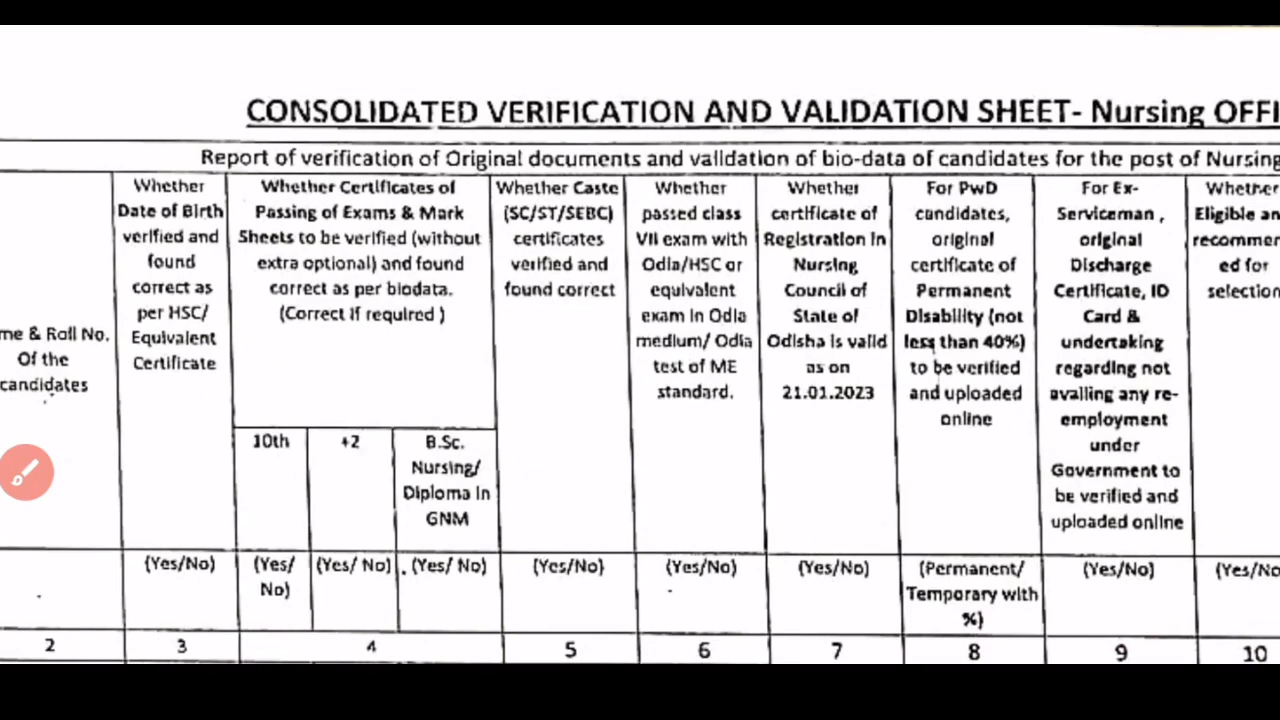 CONSOLIDATED VERIFICATION AND VALIDATION SHEET- Nursing OFFI
Report of verification of Original documents and validation of bio-data of candidates for the post of Nursing
me & Roll No.
Of the
candidates
Whether
Date of Birth
verified and
found
correct as
per HSC/
Equivalent
Certificate
Whether Certificates of
Passing of Exams & Mark
Sheets to be verified (without
extra optional) and found
correct as per biodata.
(Correct if required )
10th
+2
B.Sc.
Nursing/
Diploma in
GNM
Whether Caste
(SC/ST/SEBC)
certificates
verified and
found correct
Whether
passed class
VII exam with
Odia/HSC or
equivalent
exam in Odia
medium/ Odia
test of ME
standard.
Whether
certificate of
Registration in
Nursing
Council of
State of
Odisha is valid
as on
21.01.2023
For PwD
candidates,
original
certificate of
Permanent
Disability (not
less than 40%)
to be verified
and uploaded
online
For Ex-
Serviceman ,
original
Discharge
Certificate, ID
Card &
undertaking
regarding not
availing any re-
employment
under
Government to
be verified and
uploaded online
Whether
Eligible an
recommen
ed for
selection
(Yes/No)
(Yes/
No)
(Yes/ No)
(Yes/ No)
(Yes/No)
(Yes/No)
(Yes/No)
(Permanent/
Temporary with
%)
(Yes/No)
(Yes/No
2 3 4 5 6 7 8 9 10